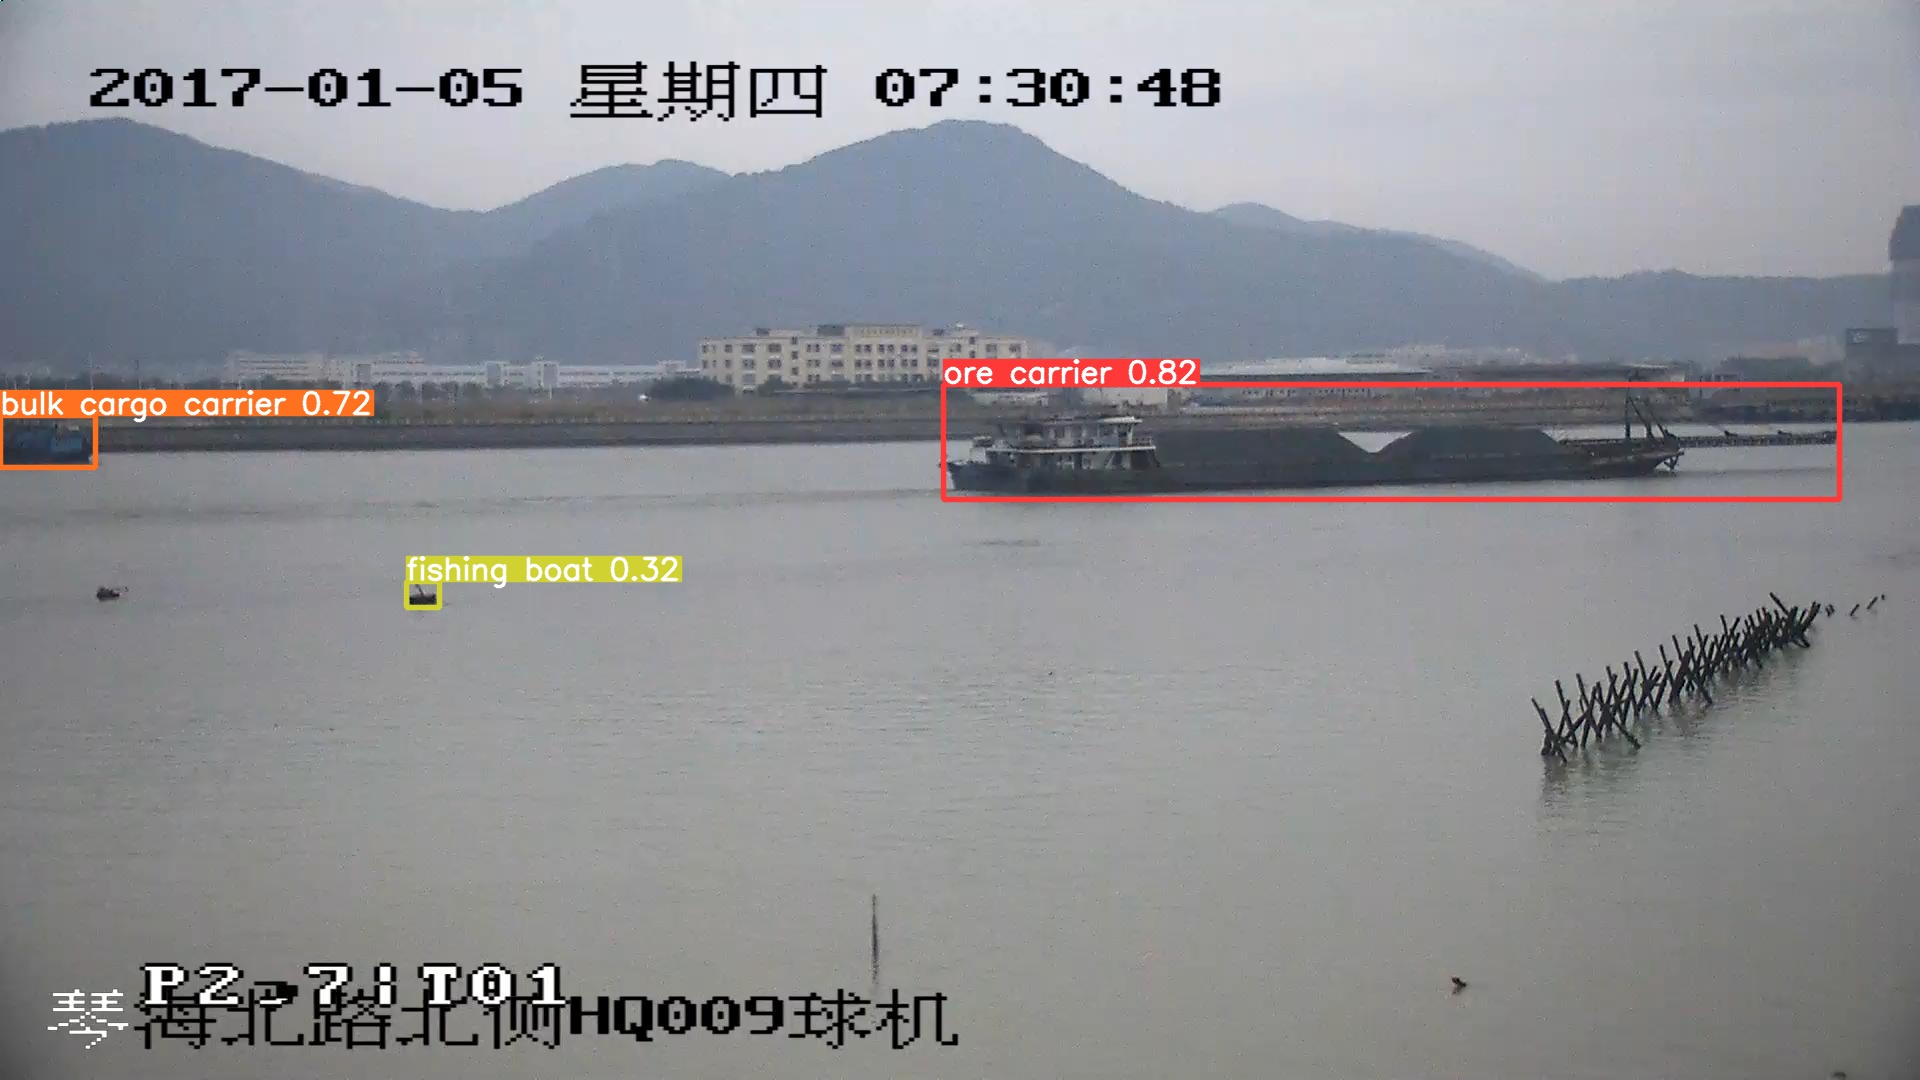 2017-01-05 星期四 07:30:48
ore carrier 0.82
bulk cargo carrier 0.72
fishing boat 0.32
P2-7:T01
琴海北路北侧HQ009球机